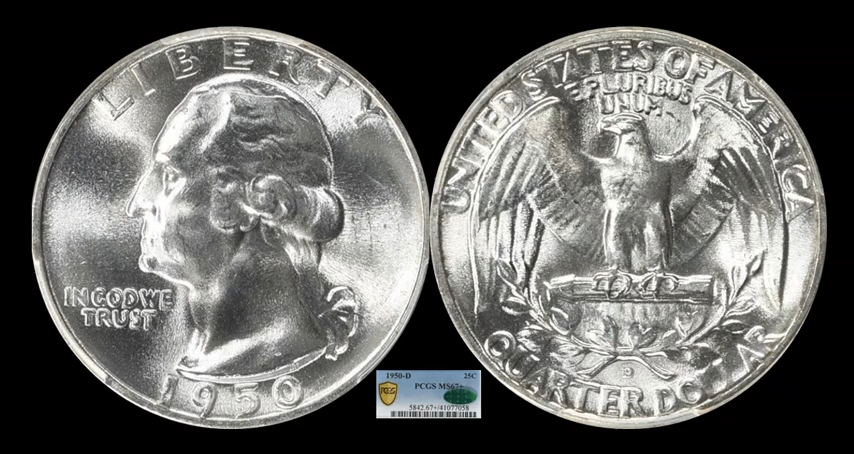 LIBERTY
IN GOD WE
TRUST
1950
UNITED STATES OF AMERICA
E PLURIBUS
UNUM
D
QUARTER DOLLAR
1950-D 25C
PCGS MS67+
PCGS
5842.67+/41077058